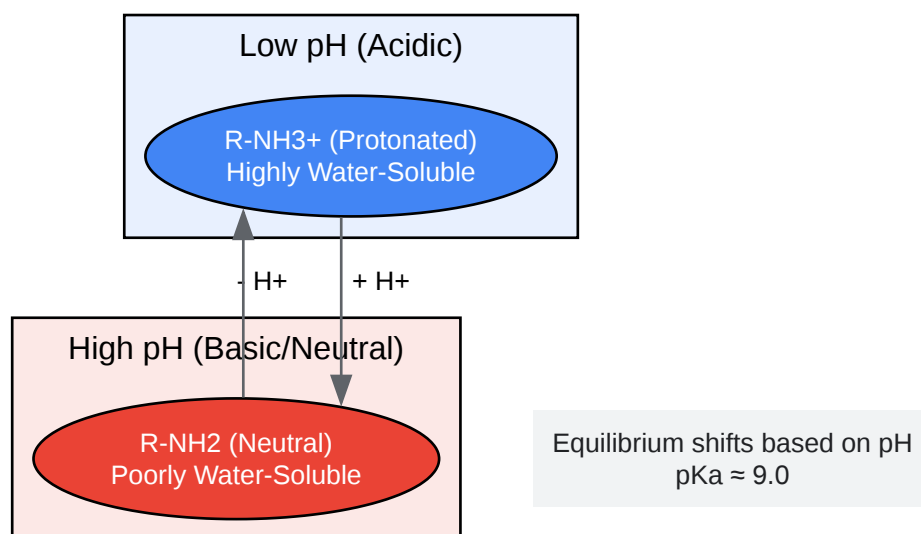 Low pH (Acidic)
R-NH3+ (Protonated)
Highly Water-Soluble
- H+
+ H+
High pH (Basic/Neutral)
R-NH2 (Neutral)
Poorly Water-Soluble
Equilibrium shifts based on pH
pKa ≈ 9.0